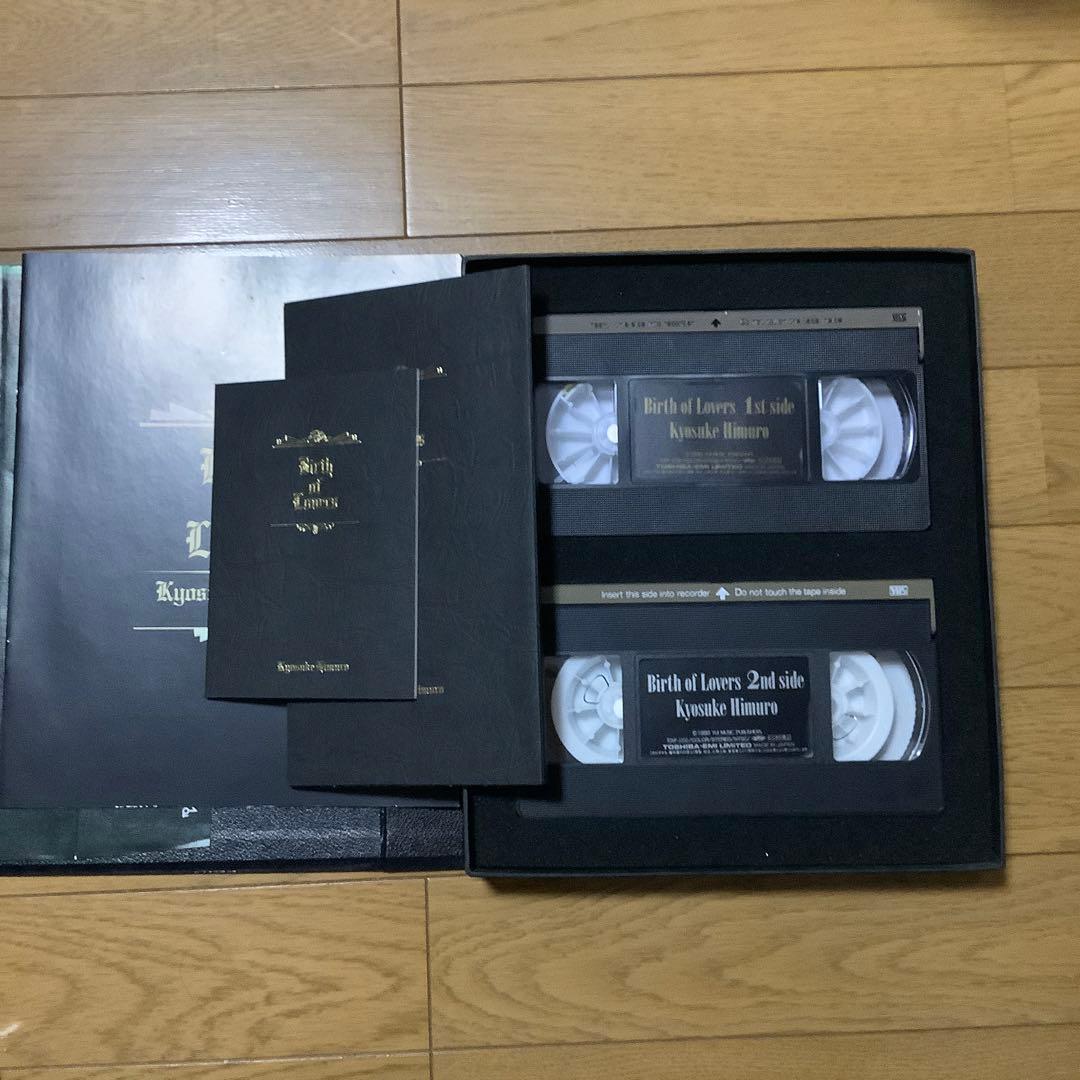 Kyos
Birth
of
Lovers
Kyosuke Himuro
VHS
Birth of Lovers 1st side
Kyosuke Himuro
TOSHIBA-EMI LIMITED
Insert this side into recorder
Do not touch the tape inside
VHS
Birth of Lovers 2nd side
Kyosuke Himuro
TOSHIBA-EMI LIMITED MADE IN JAPAN